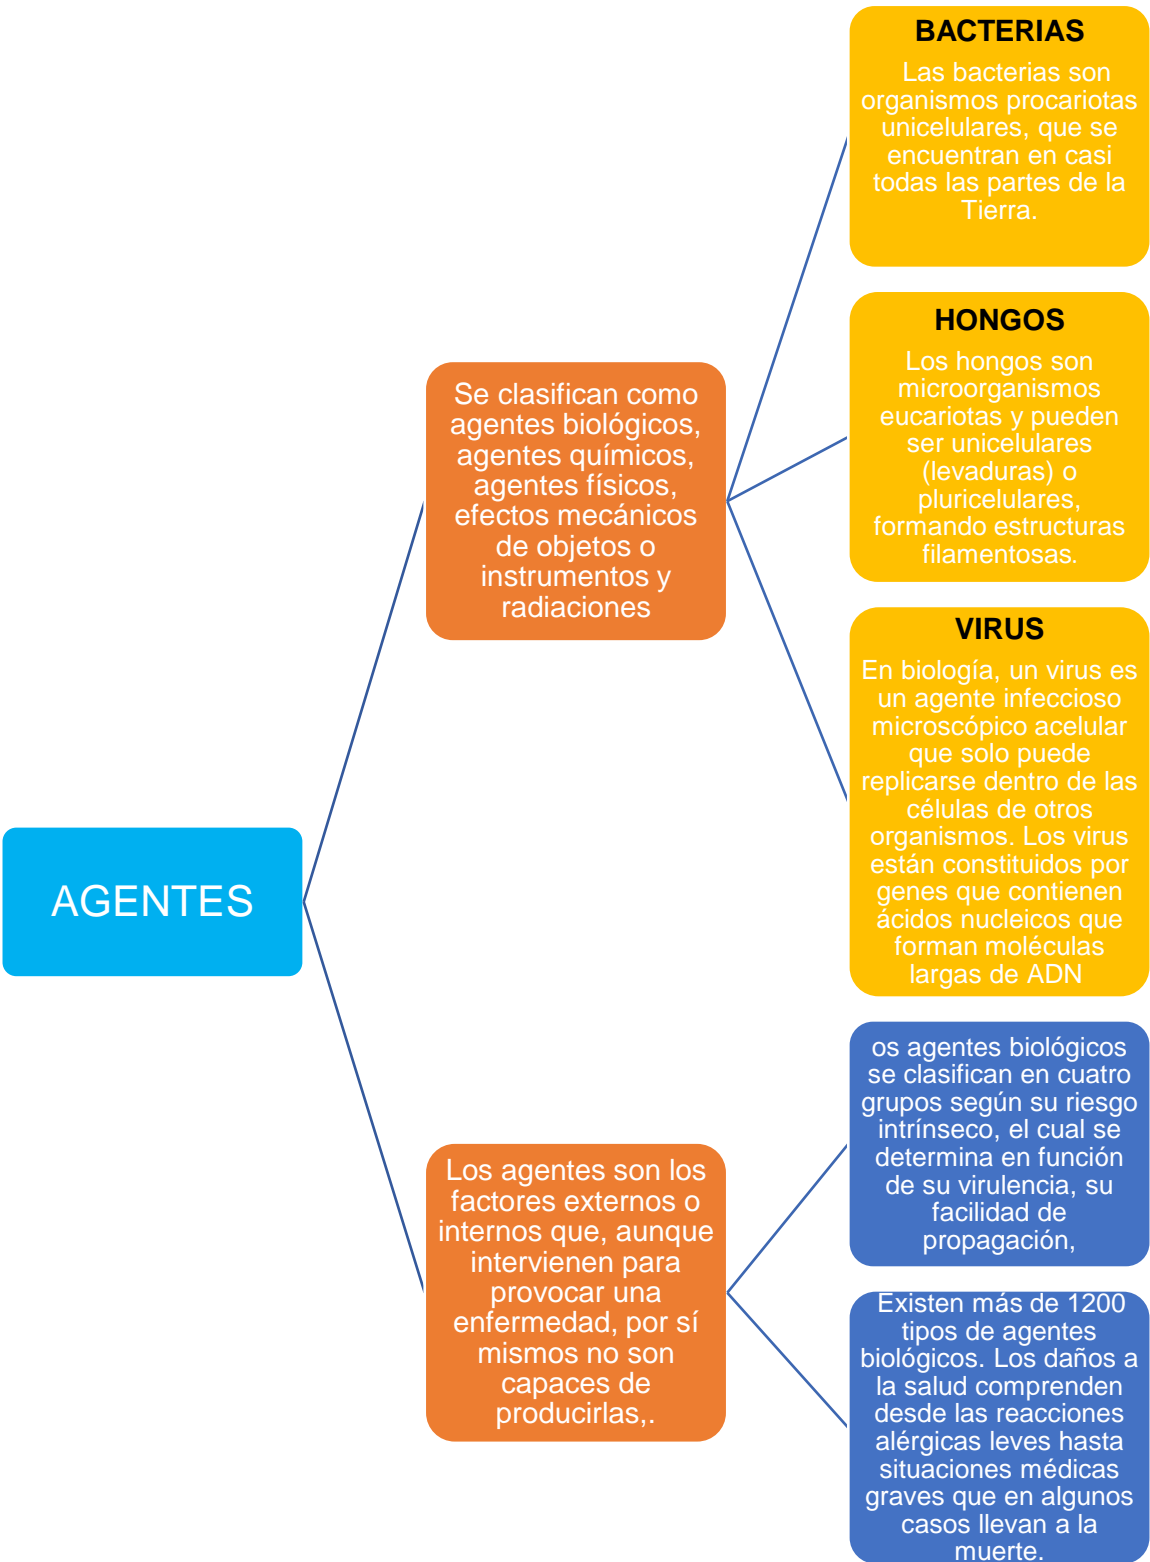 BACTERIAS
Las bacterias son
organismos procariotas
unicelulares, que se
encuentran en casi
todas las partes de la
Tierra.
HONGOS
Los hongos son
microorganismos
eucariotas y pueden
ser unicelulares
(levaduras) o
pluricelulares,
formando estructuras
filamentosas.
Se clasifican como
agentes biológicos,
agentes químicos,
agentes físicos,
efectos mecánicos
de objetos o
instrumentos y
radiaciones
VIRUS
En biología, un virus es
un agente infeccioso
microscópico acelular
que solo puede
replicarse dentro de las
células de otros
organismos. Los virus
están constituidos por
genes que contienen
ácidos nucleicos que
forman moléculas
largas de ADN
AGENTES
os agentes biológicos
se clasifican en cuatro
grupos según su riesgo
intrínseco, el cual se
determina en función
de su virulencia, su
facilidad de
propagación,
Los agentes son los
factores externos o
internos que, aunque
intervienen para
provocar una
enfermedad, por sí
mismos no son
capaces de
producirlas,.
Existen más de 1200
tipos de agentes
biológicos. Los daños a
la salud comprenden
desde las reacciones
alérgicas leves hasta
situaciones médicas
graves que en algunos
casos llevan a la
muerte.